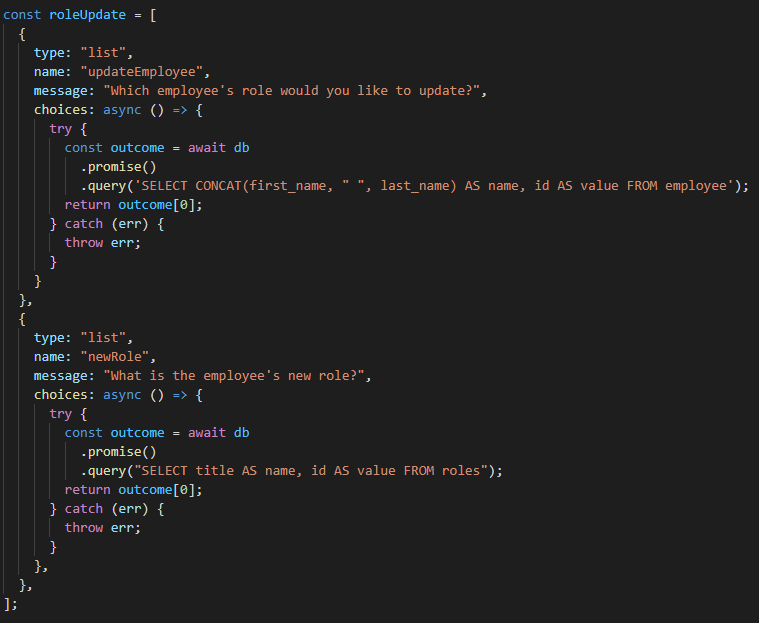 const roleUpdate = [
  {
    type: "list",
    name: "updateEmployee",
    message: "Which employee's role would you like to update?",
    choices: async () => {
      try {
        const outcome = await db
          .promise()
          .query('SELECT CONCAT(first_name, " ", last_name) AS name, id AS value FROM employee');
        return outcome[0];
      } catch (err) {
        throw err;
      }
    }
  },
  {
    type: "list",
    name: "newRole",
    message: "What is the employee's new role?",
    choices: async () => {
      try {
        const outcome = await db
          .promise()
          .query("SELECT title AS name, id AS value FROM roles");
        return outcome[0];
      } catch (err) {
        throw err;
      }
    },
  },
];